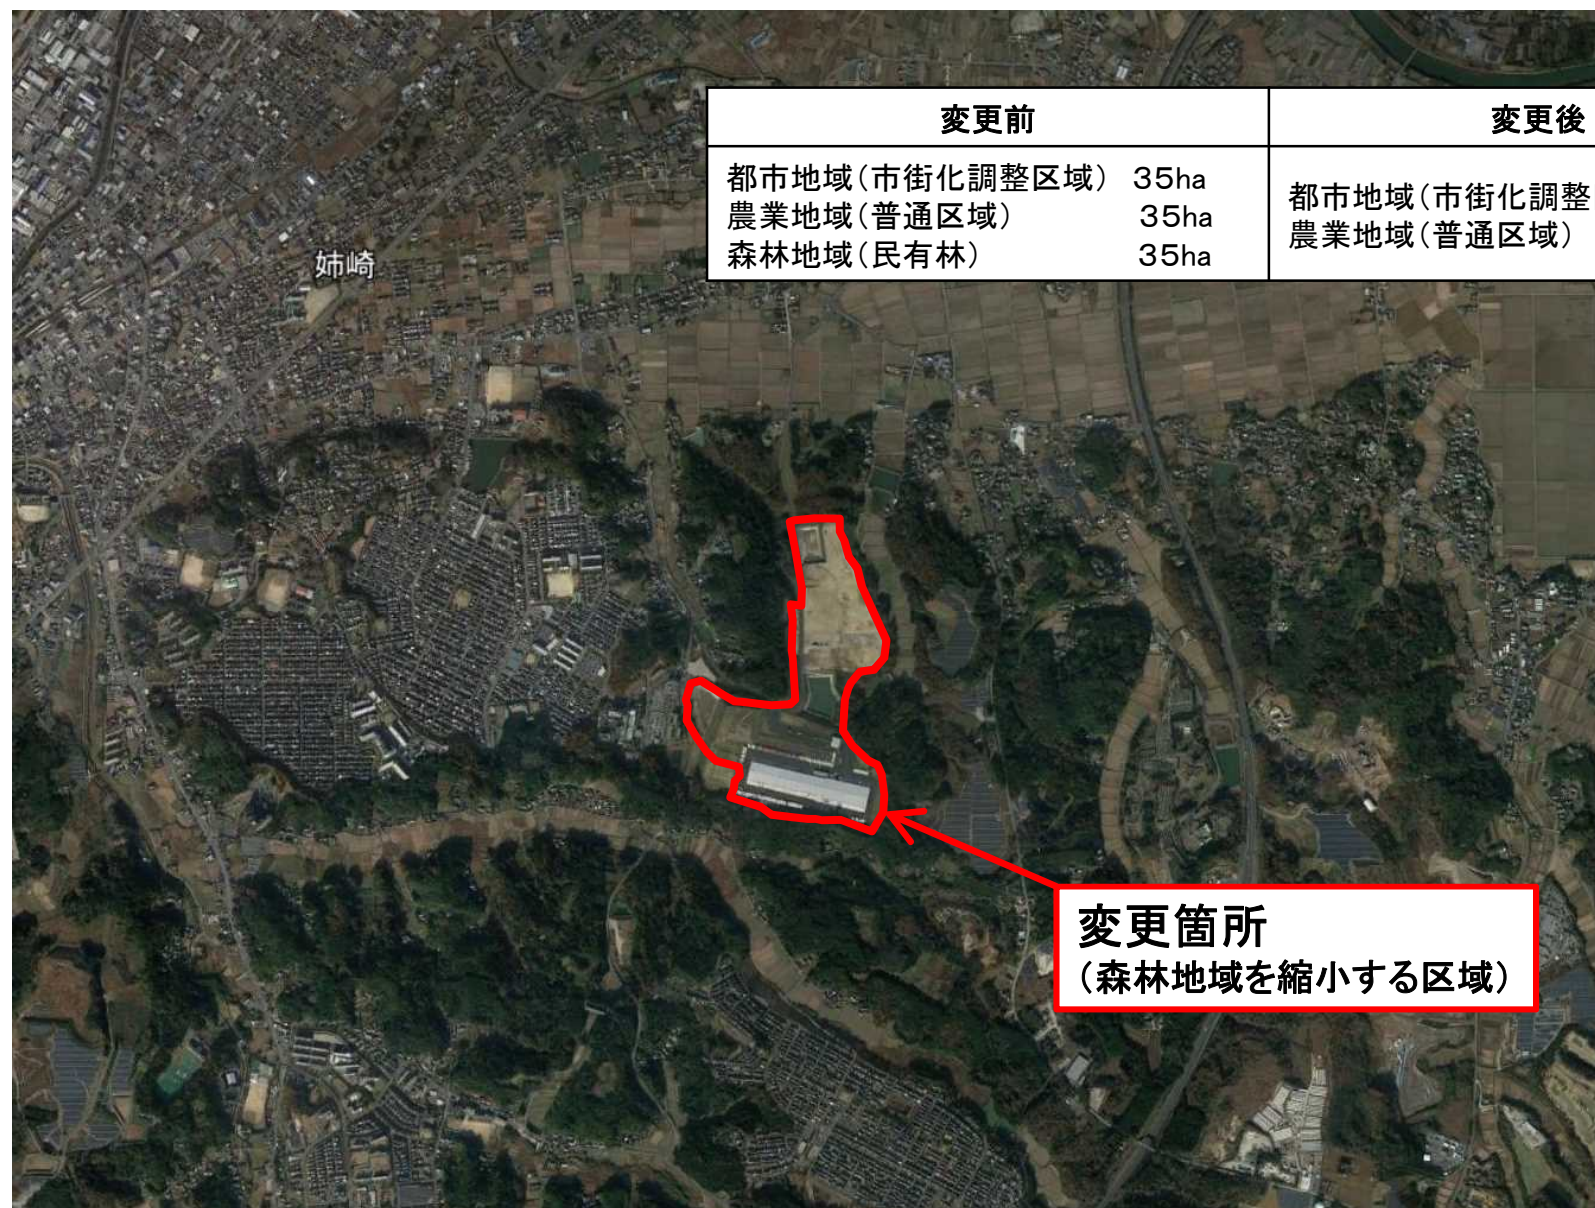 変更前 変更後
都市地域（市街化調整区域） 35ha
農業地域（普通区域） 35ha
森林地域（民有林） 35ha
都市地域（市街化調整
農業地域（普通区域）
姉崎
変更箇所
（森林地域を縮小する区域）